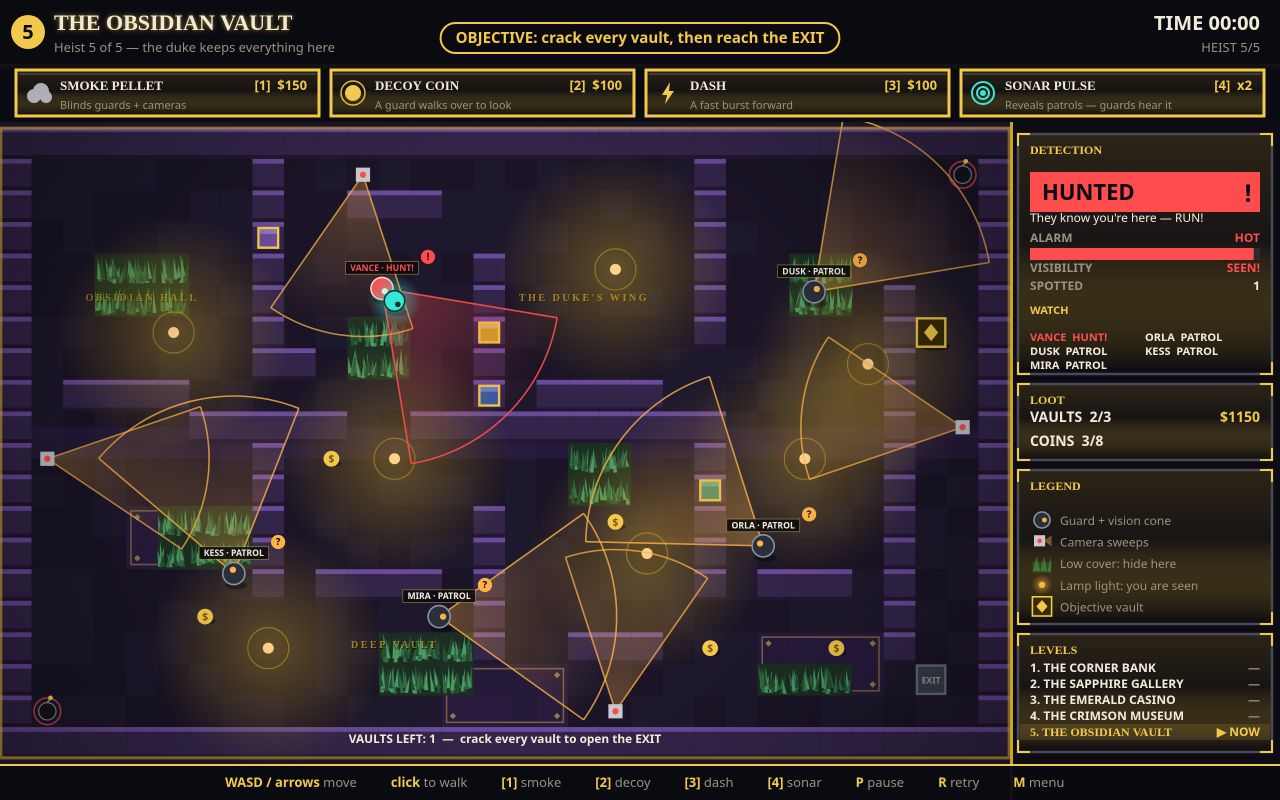 5
THE OBSIDIAN VAULT
Heist 5 of 5 — the duke keeps everything here
OBJECTIVE: crack every vault, then reach the EXIT
TIME 00:00
HEIST 5/5
SMOKE PELLET [1] $150
Blinds guards + cameras
DECOY COIN [2] $100
A guard walks over to look
DASH [3] $100
A fast burst forward
SONAR PULSE [4] x2
Reveals patrols — guards hear it
VANCE · HUNT!
!
DUSK · PATROL
?
OBSIDIAN HALL
THE DUKE'S WING
$
KESS · PATROL
?
$
ORLA · PATROL
?
MIRA · PATROL
?
$
DEEP VAULT
$
$
EXIT
VAULTS LEFT: 1 — crack every vault to open the EXIT
DETECTION
HUNTED !
They know you're here — RUN!
ALARM HOT
VISIBILITY SEEN!
SPOTTED 1
WATCH
VANCE HUNT! ORLA PATROL
DUSK PATROL KESS PATROL
MIRA PATROL
LOOT
VAULTS 2/3 $1150
COINS 3/8
LEGEND
Guard + vision cone
Camera sweeps
Low cover: hide here
Lamp light: you are seen
Objective vault
LEVELS
1. THE CORNER BANK —
2. THE SAPPHIRE GALLERY —
3. THE EMERALD CASINO —
4. THE CRIMSON MUSEUM —
5. THE OBSIDIAN VAULT ▶ NOW
WASD / arrows move click to walk [1] smoke [2] decoy [3] dash [4] sonar P pause R retry M menu